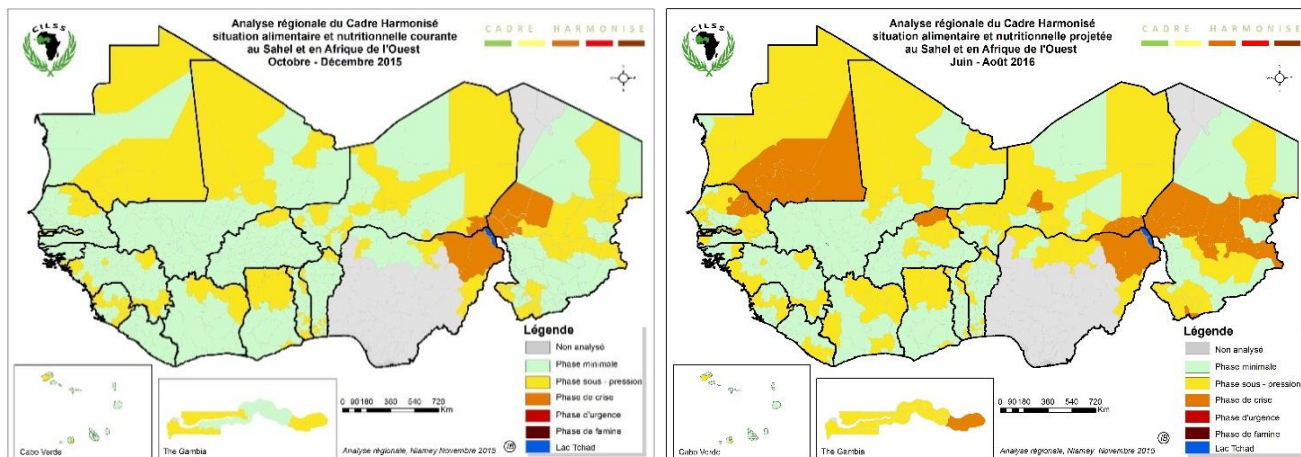 CILSS
Analyse régionale du Cadre Harmonisé
situation alimentaire et nutritionnelle courante
au Sahel et en Afrique de l'Ouest
Octobre - Décembre 2015
CADRE HARMONISE
Légende
Non analysé
Phase minimale
Phase sous - pression
Phase de crise
Phase d'urgence
Phase de famine
Lac Tchad
0 90 180 360 540 720
Km
Cabo Verde
The Gambia
Analyse régionale, Niamey Novembre 2015
CILSS
Analyse régionale du Cadre Harmonisé
situation alimentaire et nutritionnelle projetée
au Sahel et en Afrique de l'Ouest
Juin - Août 2016
CADRE HARMONISE
Légende
Non analysé
Phase minimale
Phase sous - pression
Phase de crise
Phase d'urgence
Phase de famine
Lac Tchad
0 90 180 360 540 720
Km
Cabo Verde
The Gambia
Analyse régionale, Niamey Novembre 2015